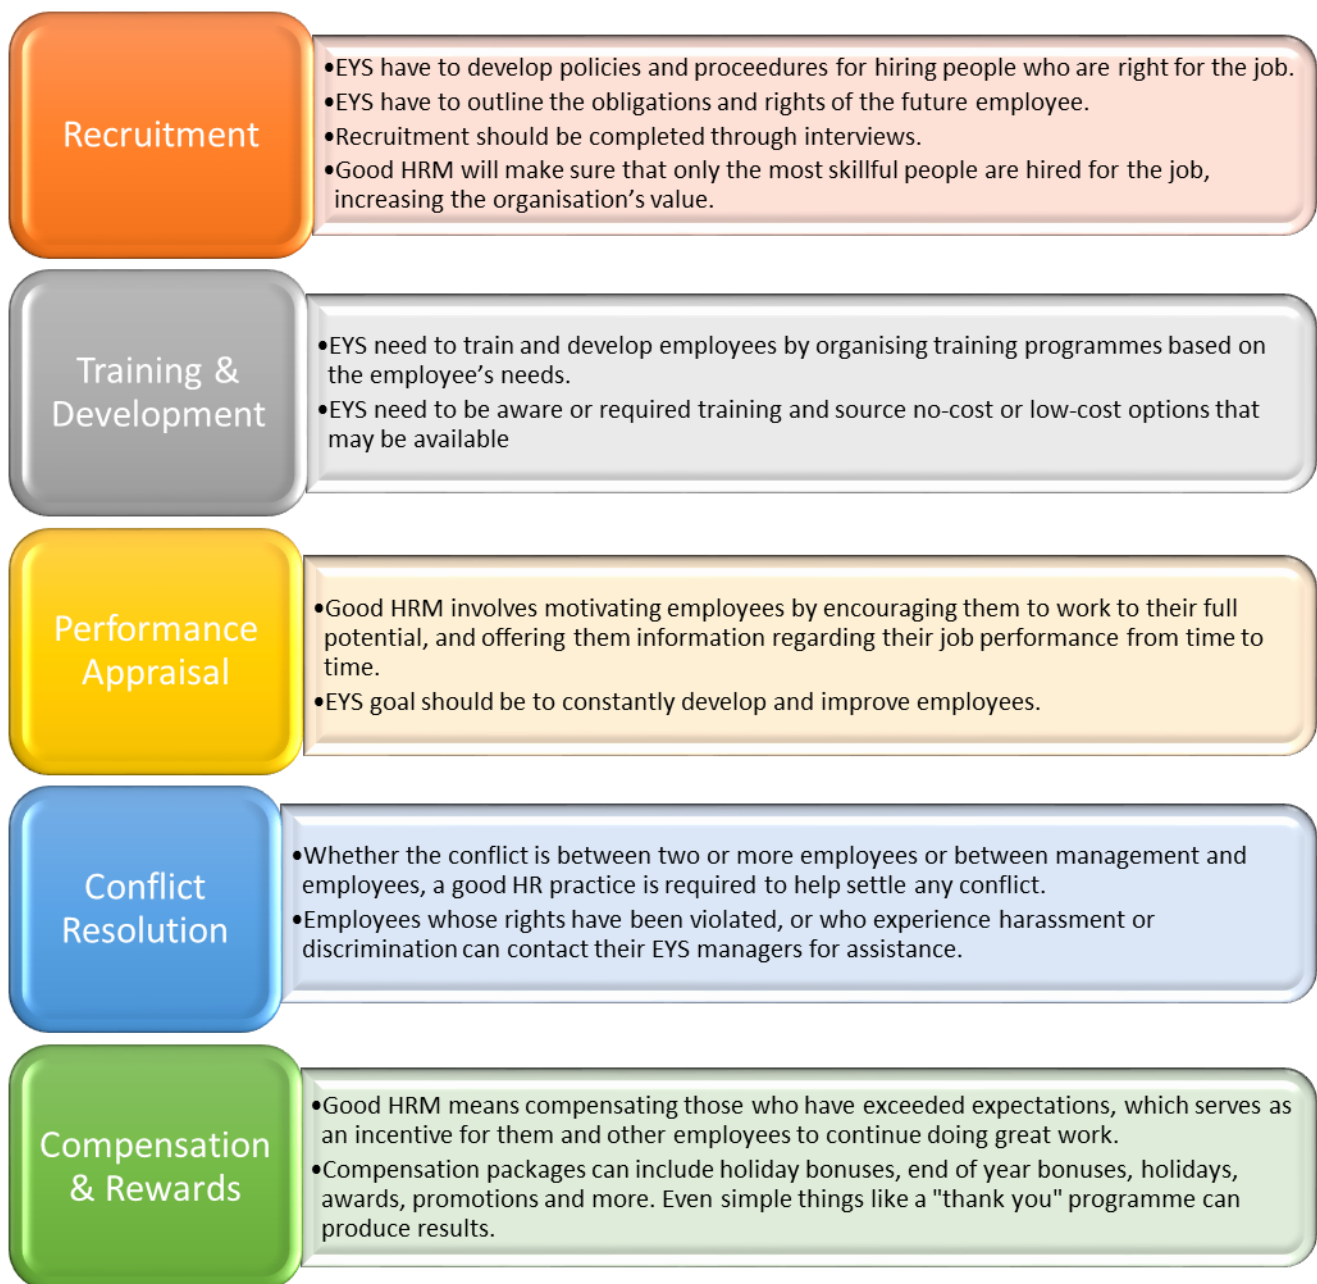 Recruitment
•EYS have to develop policies and proceedures for hiring people who are right for the job.
•EYS have to outline the obligations and rights of the future employee.
•Recruitment should be completed through interviews.
•Good HRM will make sure that only the most skillful people are hired for the job,
increasing the organisation’s value.
Training &
Development
•EYS need to train and develop employees by organising training programmes based on
the employee’s needs.
•EYS need to be aware or required training and source no-cost or low-cost options that
may be available
Performance
Appraisal
•Good HRM involves motivating employees by encouraging them to work to their full
potential, and offering them information regarding their job performance from time to
time.
•EYS goal should be to constantly develop and improve employees.
Conflict
Resolution
•Whether the conflict is between two or more employees or between management and
employees, a good HR practice is required to help settle any conflict.
•Employees whose rights have been violated, or who experience harassment or
discrimination can contact their EYS managers for assistance.
Compensation
& Rewards
•Good HRM means compensating those who have exceeded expectations, which serves as
an incentive for them and other employees to continue doing great work.
•Compensation packages can include holiday bonuses, end of year bonuses, holidays,
awards, promotions and more. Even simple things like a "thank you" programme can
produce results.